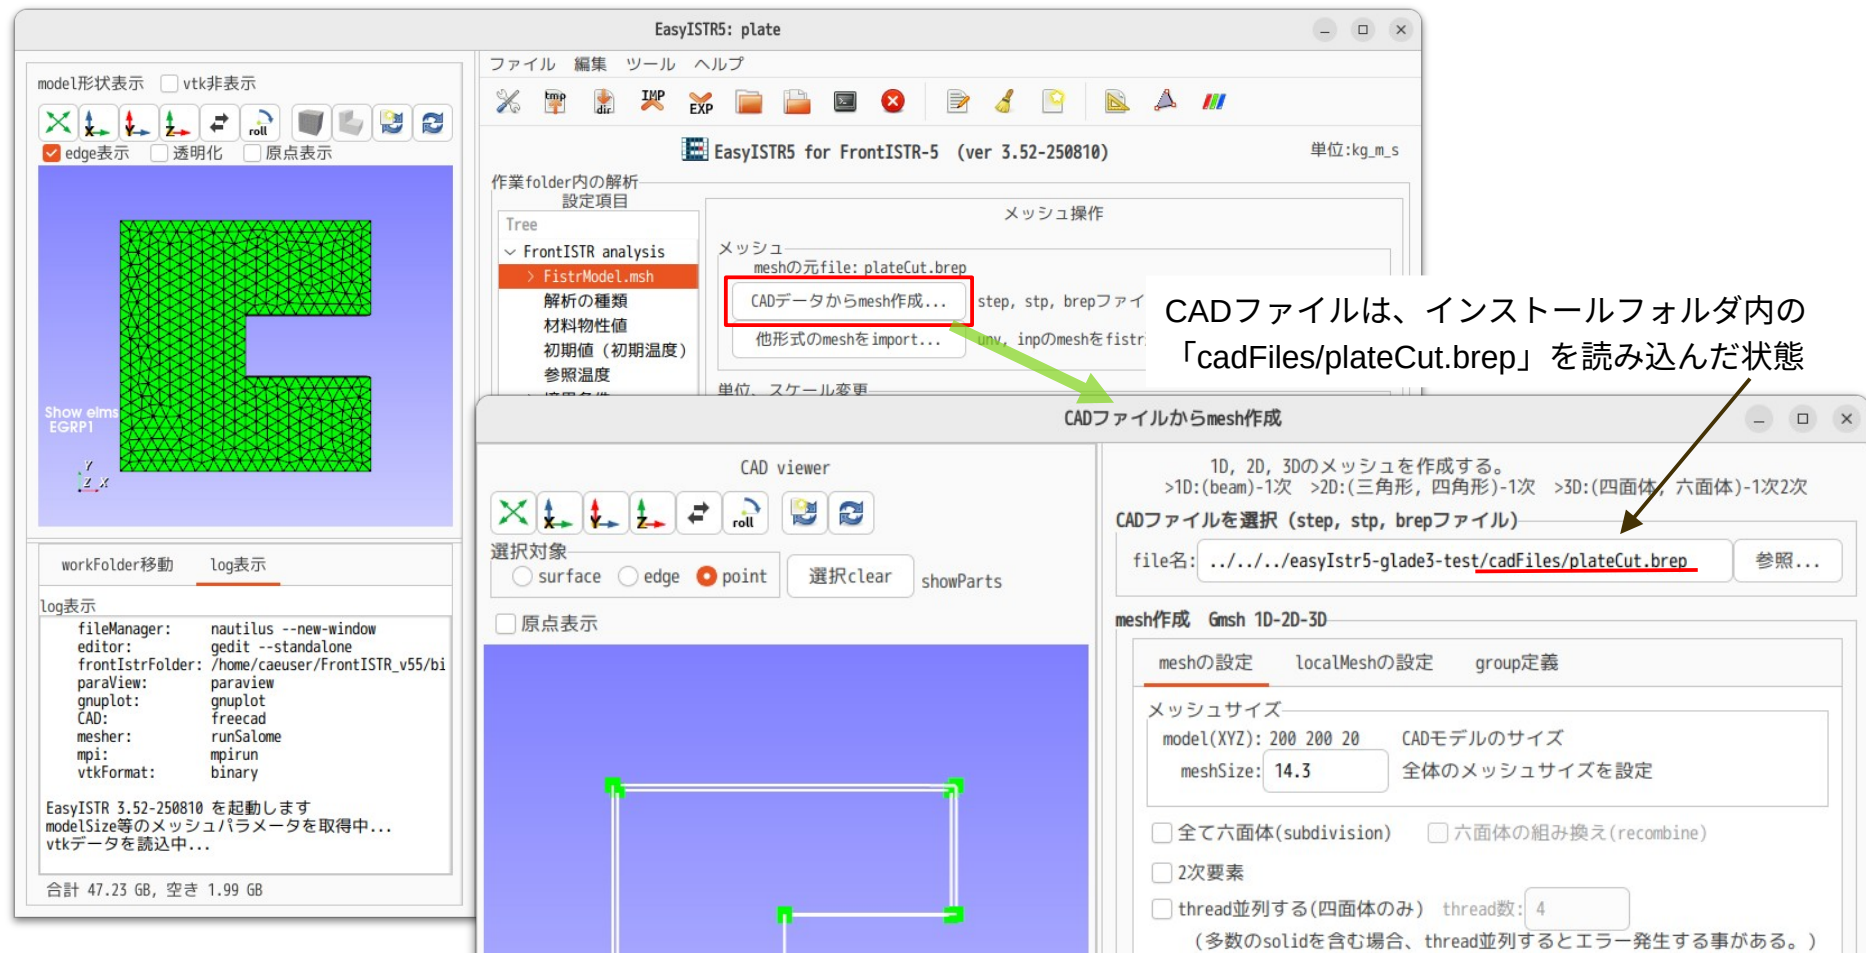 EasyISTR5: plate
model形状表示 vtk非表示
X Y Z roll
edge表示 透明化 原点表示
Show elms
EGRP1
Y
Z X
workFolder移動 log表示
log表示
fileManager: nautilus --new-window
editor: gedit --standalone
frontIstrFolder: /home/caeuser/FrontISTR_v55/bi
paraView: paraview
gnuplot: gnuplot
CAD: freecad
mesher: runSalome
mpi: mpirun
vtkFormat: binary
EasyISTR 3.52-250810 を起動します
modelSize等のメッシュパラメータを取得中...
vtkデータを読込中...
合計 47.23 GB, 空き 1.99 GB
ファイル 編集 ツール ヘルプ
tmp dir IMP EXP
EasyISTR5 for FrontISTR-5 (ver 3.52-250810)
単位:kg_m_s
作業folder内の解析
設定項目
Tree
FrontISTR analysis
FistrModel.msh
解析の種類
材料物性値
初期値 (初期温度)
参照温度
メッシュ操作
メッシュ
meshの元file: plateCut.brep
CADデータからmesh作成... step, stp, brepファイ
他形式のmeshをimport... unv, inpのmeshをfistr
単位、スケール変更
CADファイルは、インストールフォルダ内の
「cadFiles/plateCut.brep」を読み込んだ状態
CADファイルからmesh作成
CAD viewer
X Y Z roll
選択対象
surface edge point 選択clear showParts
原点表示
1D, 2D, 3Dのメッシュを作成する。
>1D:(beam)-1次 >2D:(三角形, 四角形)-1次 >3D:(四面体, 六面体)-1次2次
CADファイルを選択 (step, stp, brepファイル)
file名: ../../../easyIstr5-glade3-test/cadFiles/plateCut.brep 参照...
mesh作成 Gmsh 1D-2D-3D
meshの設定 localMeshの設定 group定義
メッシュサイズ
model(XYZ): 200 200 20 CADモデルのサイズ
meshSize: 14.3 全体のメッシュサイズを設定
全て六面体(subdivision) 六面体の組み換え(recombine)
2次要素
thread並列する(四面体のみ) thread数: 4
(多数のsolidを含む場合、thread並列するとエラー発生する事がある。)